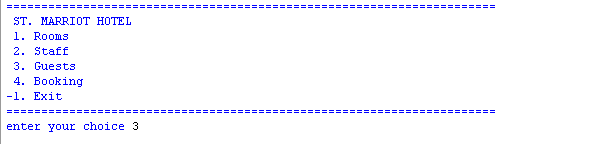 ======================================================================
ST. MARRIOT HOTEL
1. Rooms
2. Staff
3. Guests
4. Booking
-1. Exit
======================================================================
enter your choice 3